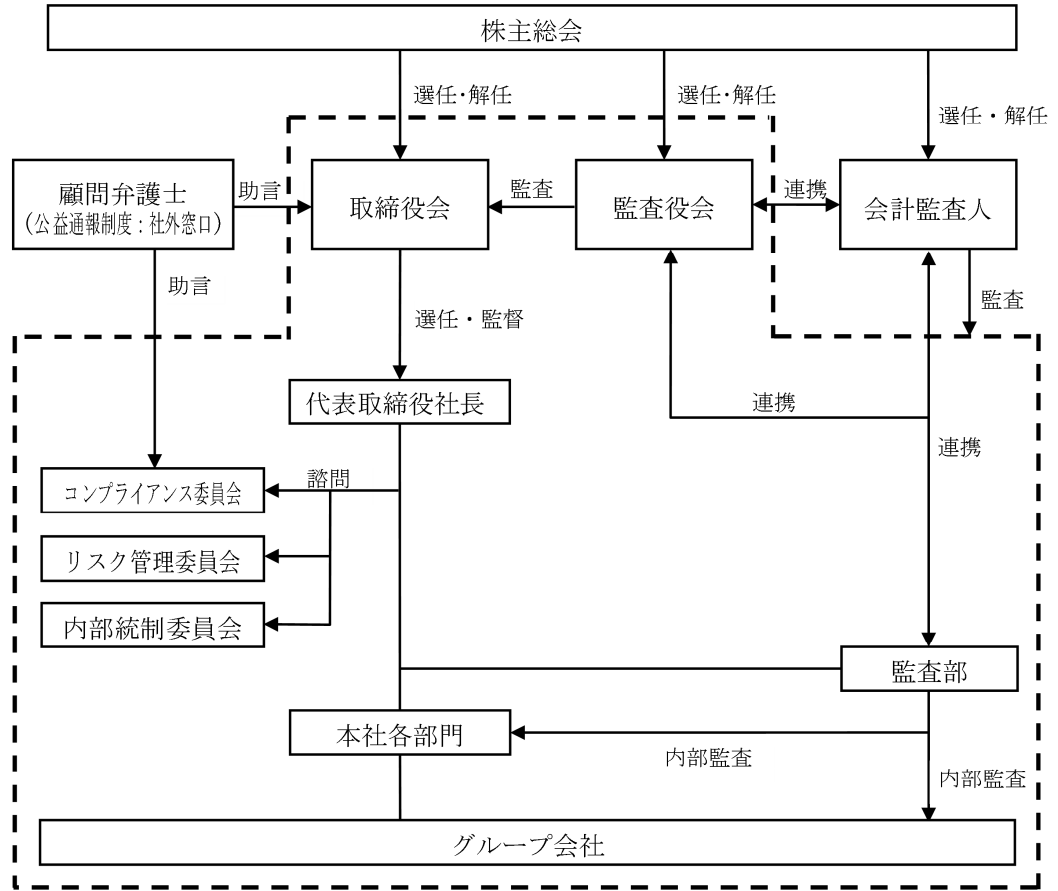 株主総会
選任・解任
選任・解任
選任・解任
顧問弁護士
（公益通報制度：社外窓口）
助言
取締役会
監査
監査役会
連携
会計監査人
助言
選任・監督
監査
代表取締役社長
連携
連携
諮問
コンプライアンス委員会
リスク管理委員会
内部統制委員会
監査部
本社各部門
内部監査
内部監査
グループ会社